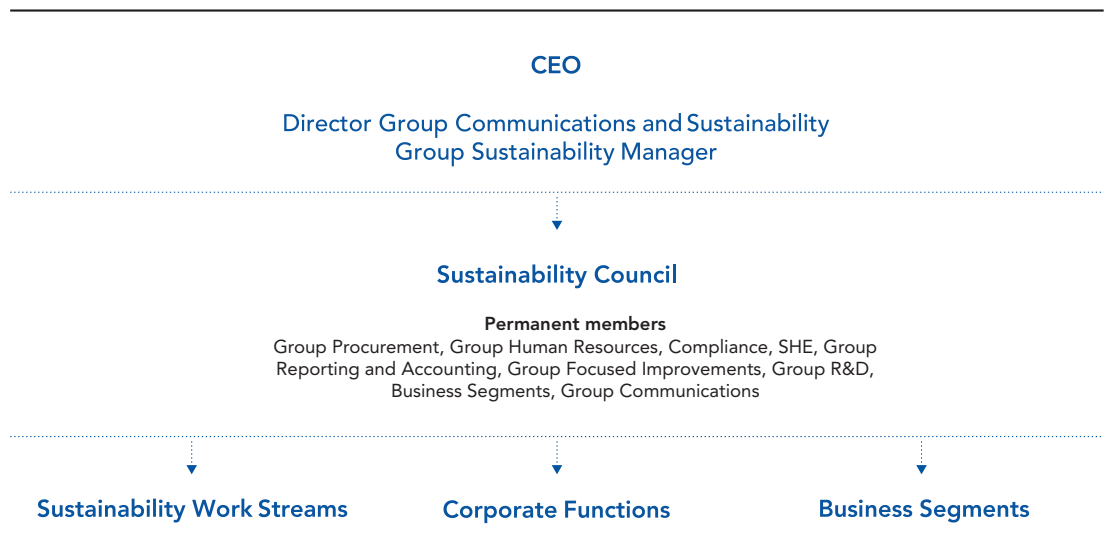 CEO
Director Group Communications and Sustainability
Group Sustainability Manager
Sustainability Council
Permanent members
Group Procurement, Group Human Resources, Compliance, SHE, Group
Reporting and Accounting, Group Focused Improvements, Group R&D,
Business Segments, Group Communications
Sustainability Work Streams
Corporate Functions
Business Segments